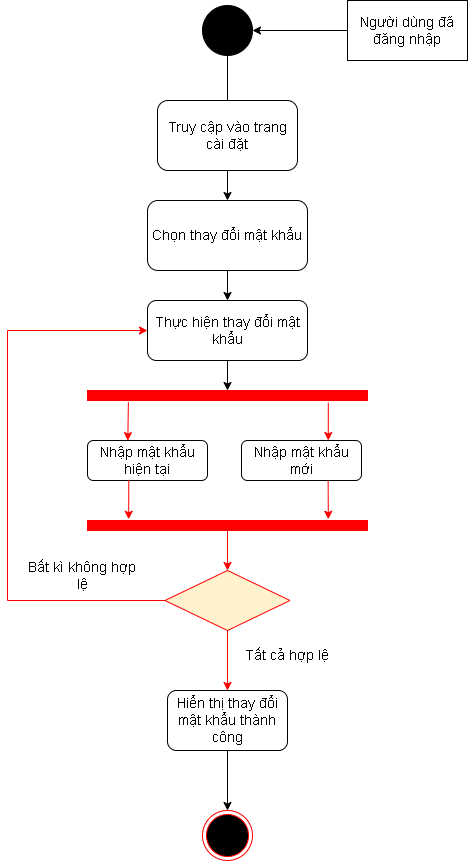 Người dùng đã
đăng nhập
Truy cập vào trang
cài đặt
Chọn thay đổi mật khẩu
Thực hiện thay đổi mật
khẩu
Nhập mật khẩu
hiện tại
Nhập mật khẩu
mới
Bất kì không hợp
lệ
Tất cả hợp lệ
Hiển thị thay đổi
mật khẩu thành
công